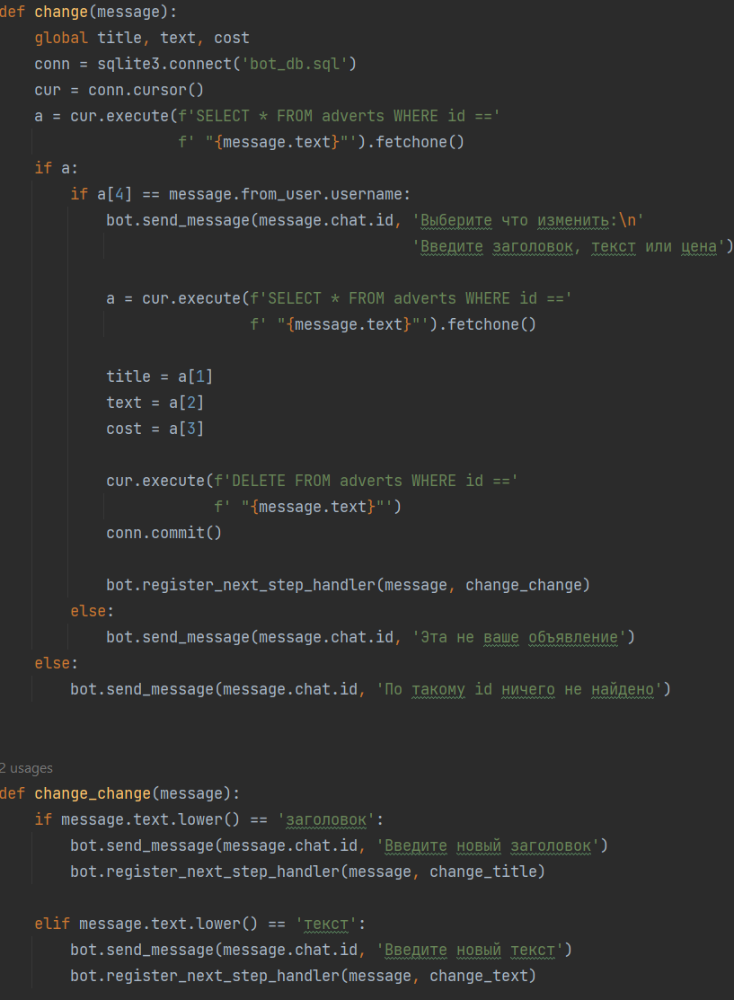 def change(message):
    global title, text, cost
    conn = sqlite3.connect('bot_db.sql')
    cur = conn.cursor()
    a = cur.execute(f'SELECT * FROM adverts WHERE id =='
                    f' "{message.text}"').fetchone()
    if a:
        if a[4] == message.from_user.username:
            bot.send_message(message.chat.id, 'Выберите что изменить:\n'
                                              'Введите заголовок, текст или цена')

            a = cur.execute(f'SELECT * FROM adverts WHERE id =='
                            f' "{message.text}"').fetchone()

            title = a[1]
            text = a[2]
            cost = a[3]

            cur.execute(f'DELETE FROM adverts WHERE id =='
                        f' "{message.text}"')
            conn.commit()

            bot.register_next_step_handler(message, change_change)
        else:
            bot.send_message(message.chat.id, 'Эта не ваше объявление')
    else:
        bot.send_message(message.chat.id, 'По такому id ничего не найдено')


2 usages
def change_change(message):
    if message.text.lower() == 'заголовок':
        bot.send_message(message.chat.id, 'Введите новый заголовок')
        bot.register_next_step_handler(message, change_title)

    elif message.text.lower() == 'текст':
        bot.send_message(message.chat.id, 'Введите новый текст')
        bot.register_next_step_handler(message, change_text)